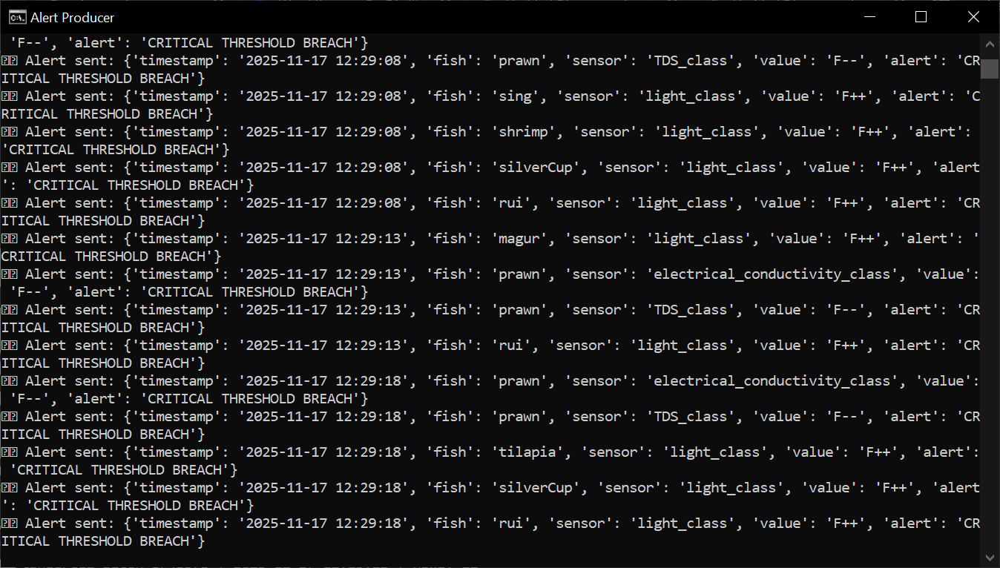 Alert Producer
'F--', 'alert': 'CRITICAL THRESHOLD BREACH'}
⍰⍰ Alert sent: {'timestamp': '2025-11-17 12:29:08', 'fish': 'prawn', 'sensor': 'TDS_class', 'value': 'F--', 'alert': 'CR
ITICAL THRESHOLD BREACH'}
⍰⍰ Alert sent: {'timestamp': '2025-11-17 12:29:08', 'fish': 'sing', 'sensor': 'light_class', 'value': 'F++', 'alert': 'C
RITICAL THRESHOLD BREACH'}
⍰⍰ Alert sent: {'timestamp': '2025-11-17 12:29:08', 'fish': 'shrimp', 'sensor': 'light_class', 'value': 'F++', 'alert':
'CRITICAL THRESHOLD BREACH'}
⍰⍰ Alert sent: {'timestamp': '2025-11-17 12:29:08', 'fish': 'silverCup', 'sensor': 'light_class', 'value': 'F++', 'alert
': 'CRITICAL THRESHOLD BREACH'}
⍰⍰ Alert sent: {'timestamp': '2025-11-17 12:29:08', 'fish': 'rui', 'sensor': 'light_class', 'value': 'F++', 'alert': 'CR
ITICAL THRESHOLD BREACH'}
⍰⍰ Alert sent: {'timestamp': '2025-11-17 12:29:13', 'fish': 'magur', 'sensor': 'light_class', 'value': 'F++', 'alert': '
CRITICAL THRESHOLD BREACH'}
⍰⍰ Alert sent: {'timestamp': '2025-11-17 12:29:13', 'fish': 'prawn', 'sensor': 'electrical_conductivity_class', 'value':
'F--', 'alert': 'CRITICAL THRESHOLD BREACH'}
⍰⍰ Alert sent: {'timestamp': '2025-11-17 12:29:13', 'fish': 'prawn', 'sensor': 'TDS_class', 'value': 'F--', 'alert': 'CR
ITICAL THRESHOLD BREACH'}
⍰⍰ Alert sent: {'timestamp': '2025-11-17 12:29:13', 'fish': 'rui', 'sensor': 'light_class', 'value': 'F++', 'alert': 'CR
ITICAL THRESHOLD BREACH'}
⍰⍰ Alert sent: {'timestamp': '2025-11-17 12:29:18', 'fish': 'prawn', 'sensor': 'electrical_conductivity_class', 'value':
'F--', 'alert': 'CRITICAL THRESHOLD BREACH'}
⍰⍰ Alert sent: {'timestamp': '2025-11-17 12:29:18', 'fish': 'prawn', 'sensor': 'TDS_class', 'value': 'F--', 'alert': 'CR
ITICAL THRESHOLD BREACH'}
⍰⍰ Alert sent: {'timestamp': '2025-11-17 12:29:18', 'fish': 'tilapia', 'sensor': 'light_class', 'value': 'F++', 'alert':
'CRITICAL THRESHOLD BREACH'}
⍰⍰ Alert sent: {'timestamp': '2025-11-17 12:29:18', 'fish': 'silverCup', 'sensor': 'light_class', 'value': 'F++', 'alert
': 'CRITICAL THRESHOLD BREACH'}
⍰⍰ Alert sent: {'timestamp': '2025-11-17 12:29:18', 'fish': 'rui', 'sensor': 'light_class', 'value': 'F++', 'alert': 'CR
ITICAL THRESHOLD BREACH'}